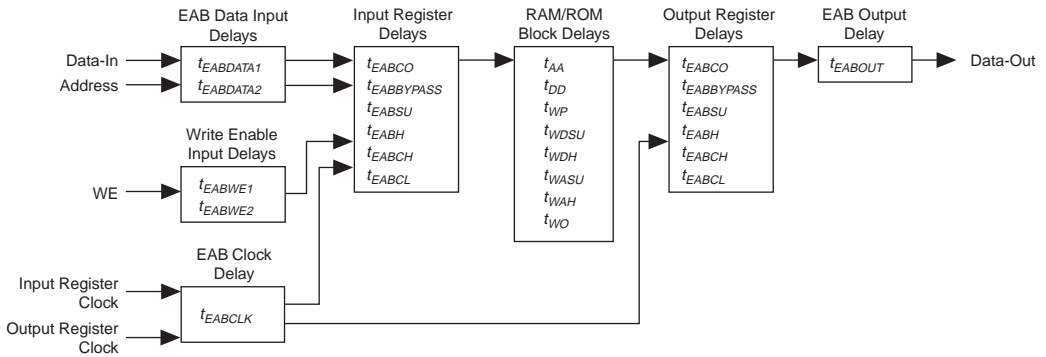 EAB Data Input
Delays
Data-In
Address
tEABDATA1
tEABDATA2
Write Enable
Input Delays
WE
tEABWE1
tEABWE2
EAB Clock
Delay
Input Register
Clock
Output Register
Clock
tEABCLK
Input Register
Delays
tEABCO
tEABBYPASS
tEABSU
tEABH
tEABCH
tEABCL
RAM/ROM
Block Delays
tAA
tDD
tWP
tWDSU
tWDH
tWASU
tWAH
tWO
Output Register
Delays
tEABCO
tEABBYPASS
tEABSU
tEABH
tEABCH
tEABCL
EAB Output
Delay
tEABOUT
Data-Out